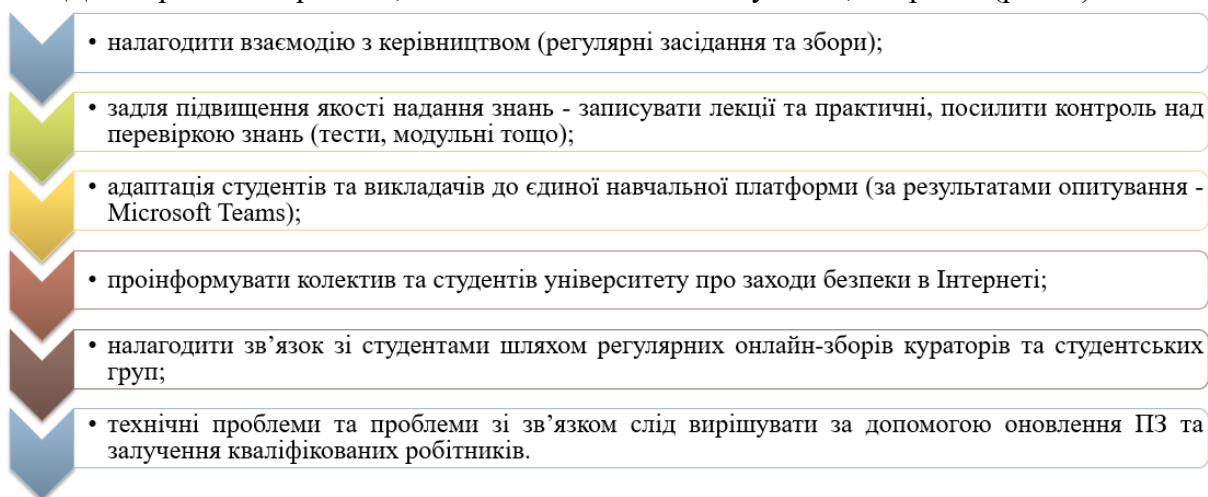 • налагодити взаємодію з керівництвом (регулярні засідання та збори);
• задля підвищення якості надання знань - записувати лекції та практичні, посилити контроль над
перевіркою знань (тести, модульні тощо);
• адаптація студентів та викладачів до єдиної навчальної платформи (за результатами опитування -
Microsoft Teams);
• проінформувати колектив та студентів університету про заходи безпеки в Інтернеті;
• налагодити зв’язок зі студентами шляхом регулярних онлайн-зборів кураторів та студентських
груп;
• технічні проблеми та проблеми зі зв’язком слід вирішувати за допомогою оновлення ПЗ та
залучення кваліфікованих робітників.